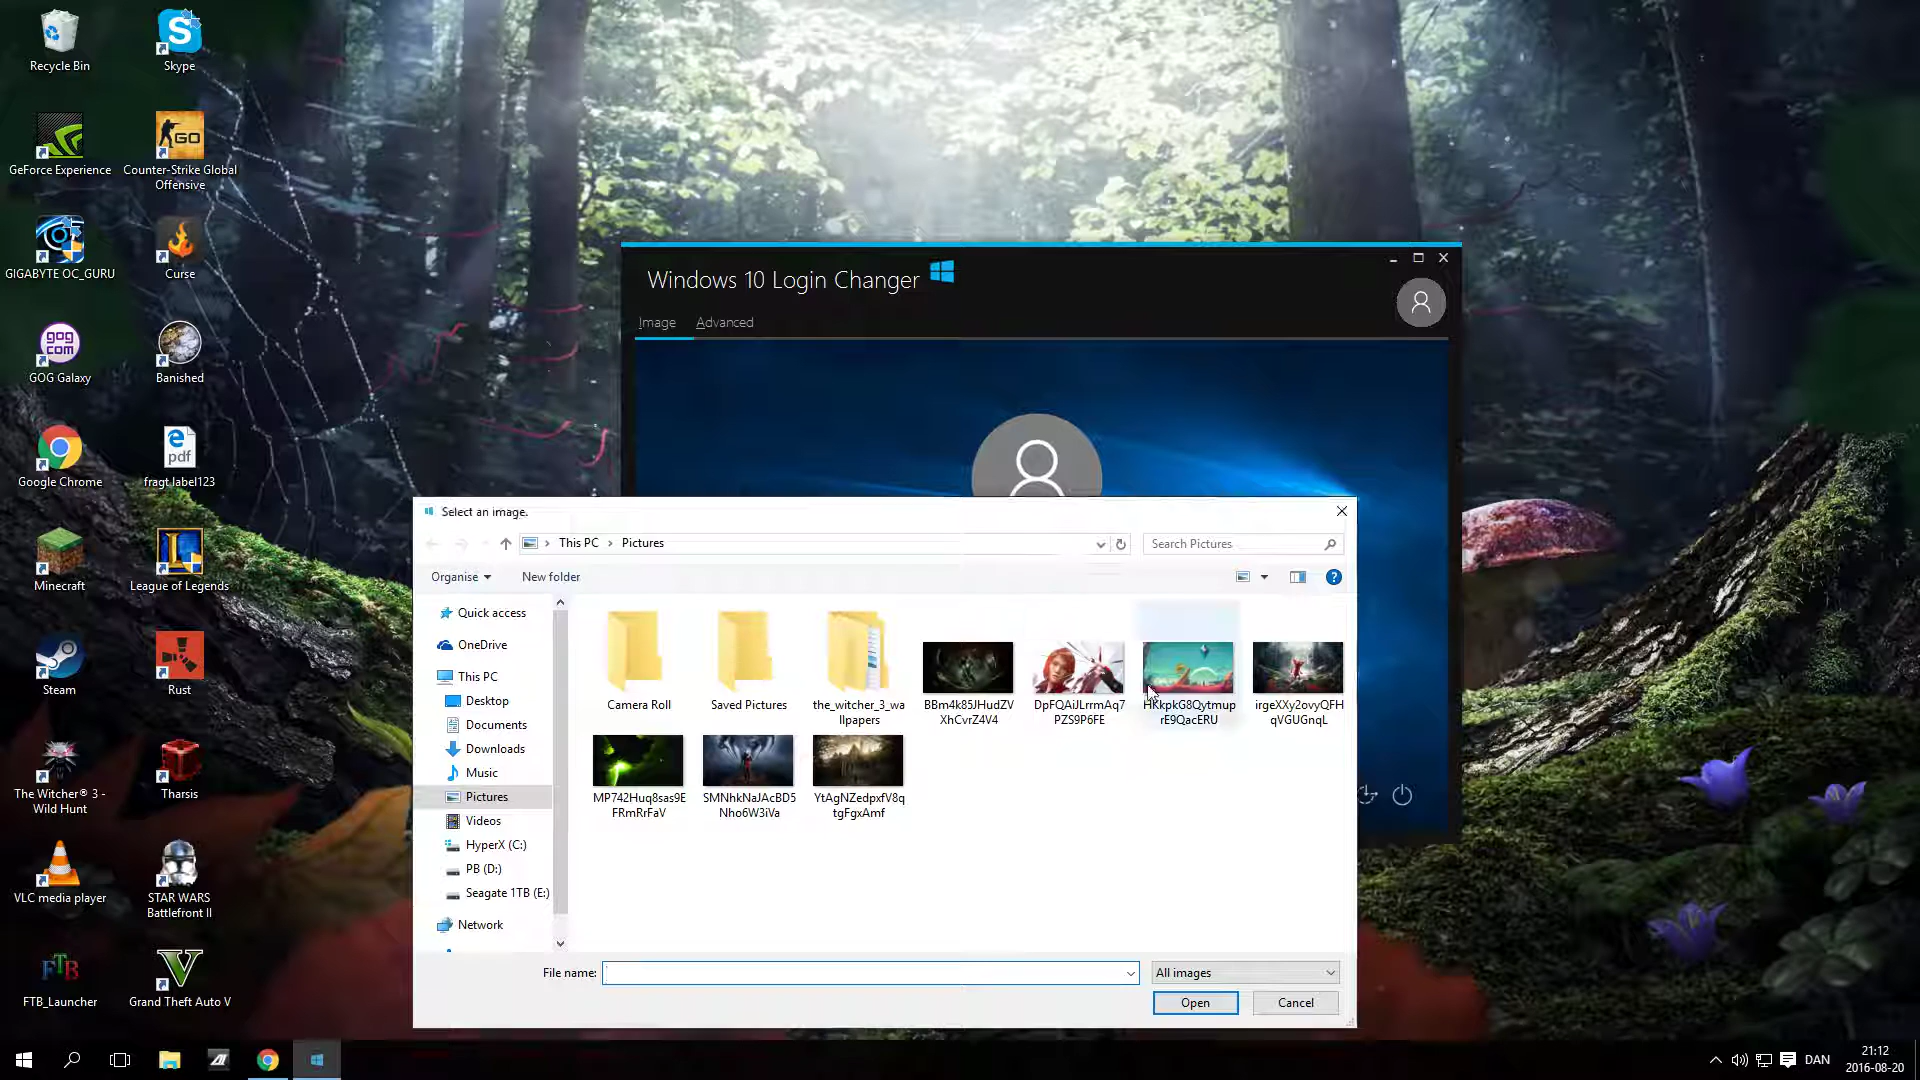 Recycle Bin
Skype
GeForce Experience
GO
Counter-Strike Global
Offensive
GIGABYTE OC_GURU
Curse
gog
com
GOG Galaxy
Banished
Google Chrome
pdf
fragt label123
Minecraft
League of Legends
Steam
Rust
The Witcher® 3 -
Wild Hunt
Tharsis
VLC media player
STAR WARS
Battlefront II
FTB
FTB_Launcher
Grand Theft Auto V
Windows 10 Login Changer
Image
Advanced
Select an image.
This PC
Pictures
Search Pictures
Organise
New folder
Quick access
OneDrive
This PC
Desktop
Documents
Downloads
Music
Pictures
Videos
HyperX (C:)
PB (D:)
Seagate 1TB (E:)
Network
Camera Roll
Saved Pictures
the_witcher_3_wa
llpapers
BBm4k85JHudZV
XhCvrZ4V4
DpFQAiJLrrmAq7
PZS9P6FE
HKkpkG8Qytmup
rE9QacERU
irgeXXy2ovyQFH
qVGUGnqL
MP742Huq8sas9E
FRmRrFaV
SMNhkNaJAcBD5
Nho6W3iVa
YtAgNZedpxfV8q
tgFgxAmf
File name:
All images
Open
Cancel
DAN
21:12
2016-08-20